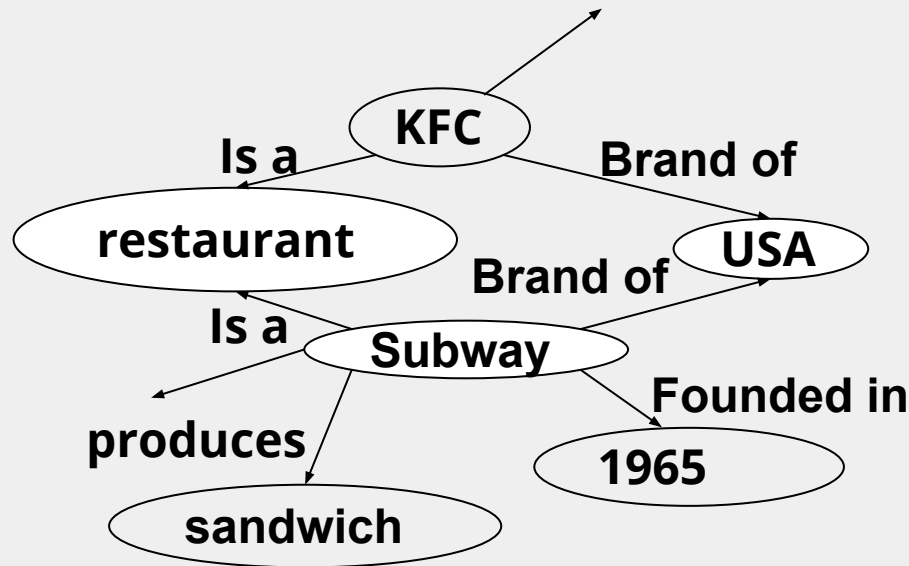 KFC
Is a
Brand of
restaurant
USA
Brand of
Is a
Subway
Founded in
produces
1965
sandwich